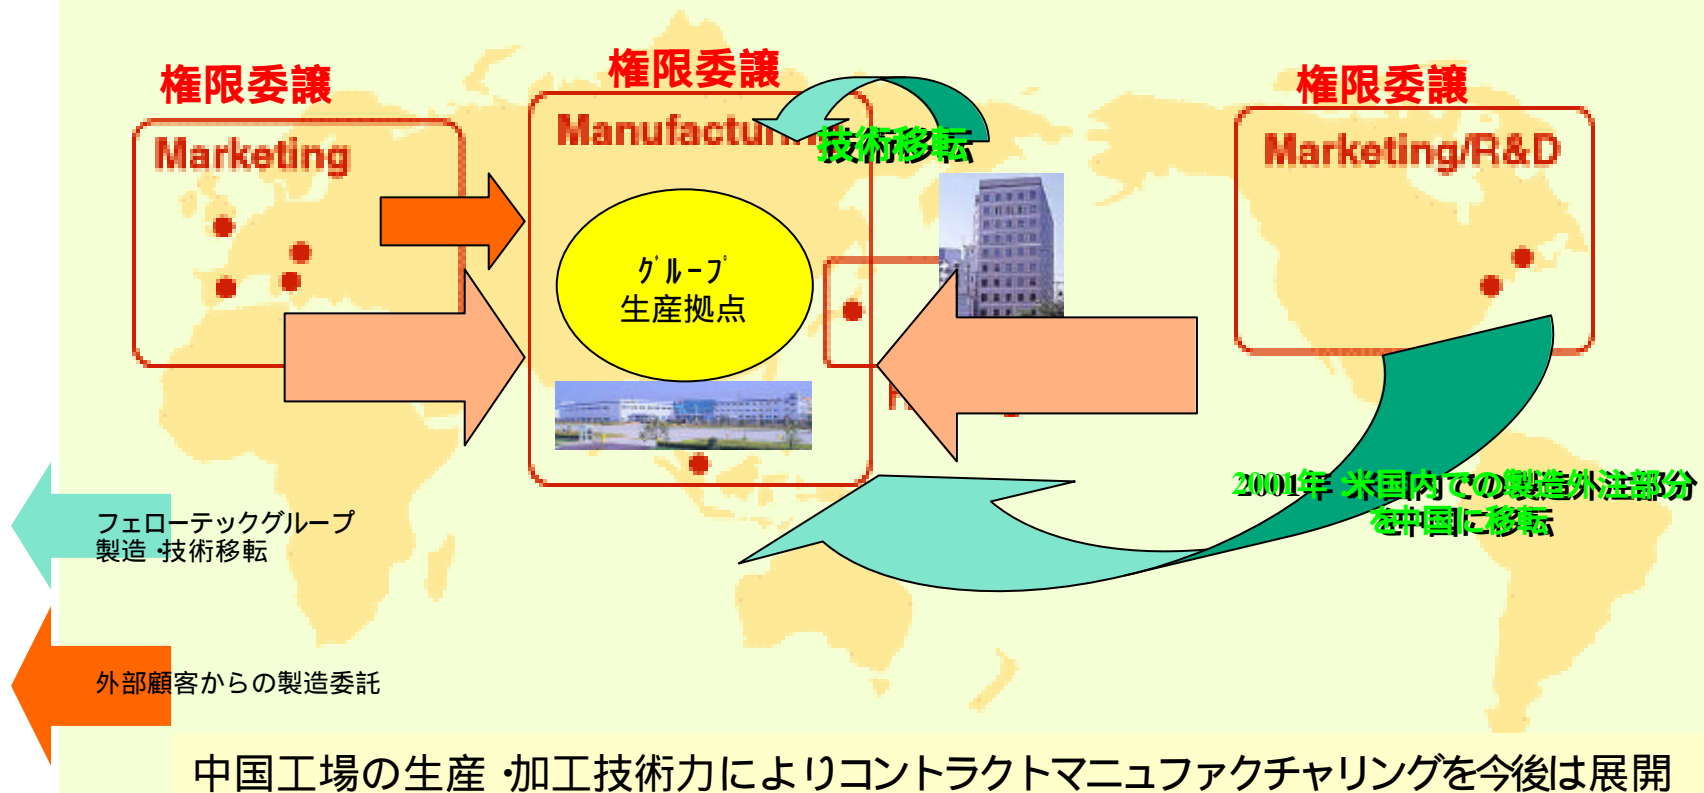 権限委譲
権限委譲
権限委譲
Marketing
技術移転
Marketing/R&D
グループ
生産拠点
2001年 米国内での製造外注部分
を中国に移転
フェローテックグループ
製造・技術移転
外部顧客からの製造委託
中国工場の生産・加工技術力によりコントラクトマニュファクチャリングを今後は展開